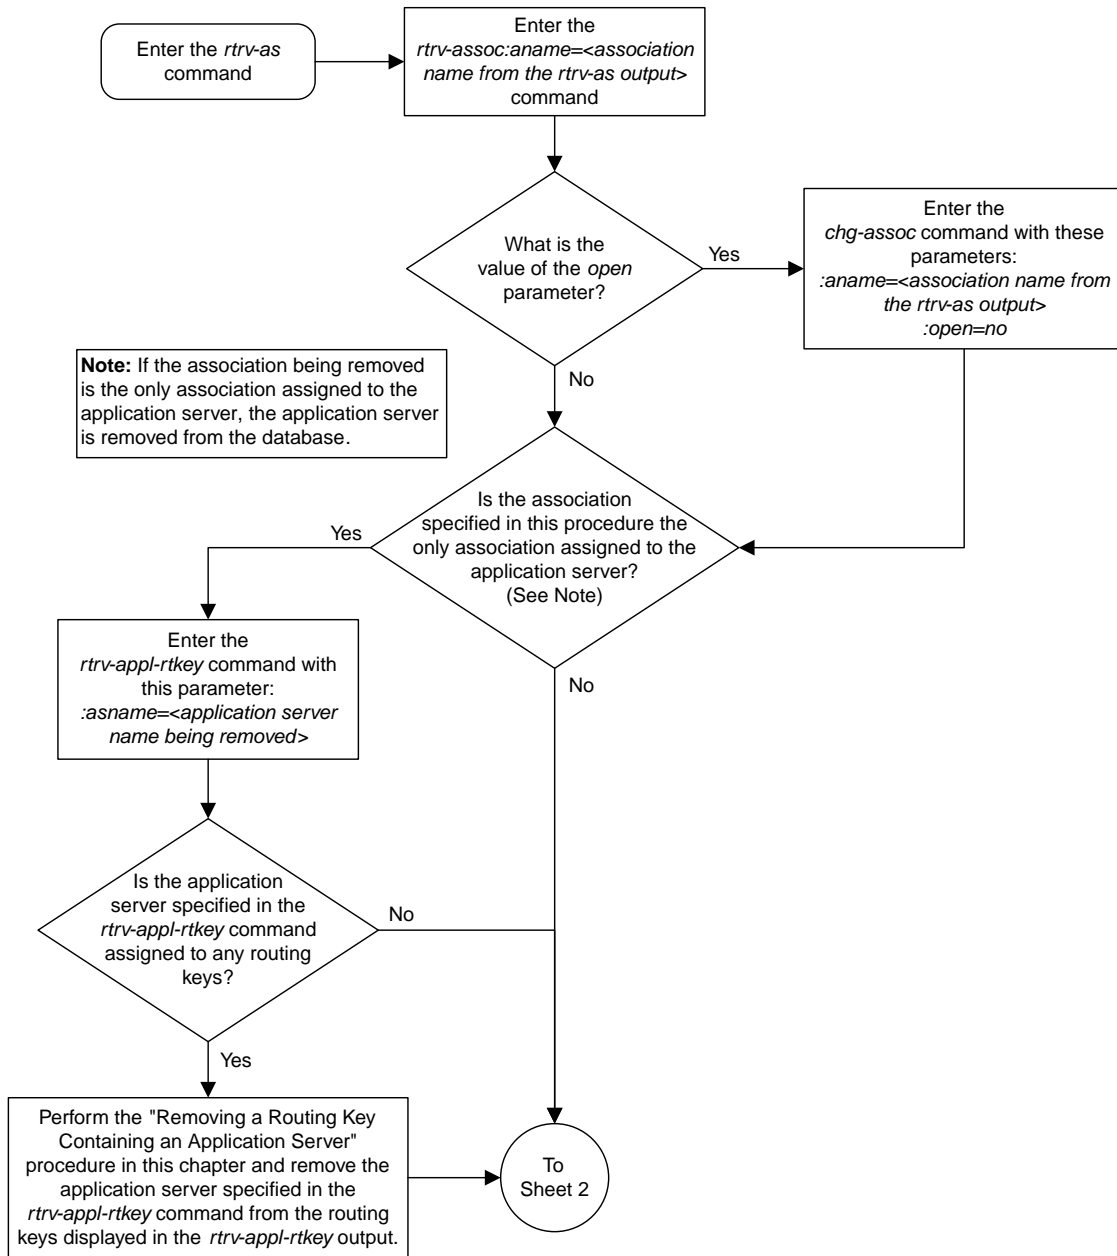 Enter the rtrv-as
command
Enter the
rtrv-assoc:aname=<association
name from the rtrv-as output>
command
What is the
value of the open
parameter?
Yes
Enter the
chg-assoc command with these
parameters:
:aname=<association name from
the rtrv-as output>
:open=no
No
Note: If the association being removed
is the only association assigned to the
application server, the application server
is removed from the database.
Is the association
specified in this procedure the
only association assigned to the
application server?
(See Note)
Yes
No
Enter the
rtrv-appl-rtkey command with
this parameter:
:asname=<application server
name being removed>
Is the application
server specified in the
rtrv-appl-rtkey command
assigned to any routing
keys?
No
Yes
Perform the "Removing a Routing Key
Containing an Application Server"
procedure in this chapter and remove the
application server specified in the
rtrv-appl-rtkey command from the routing
keys displayed in the rtrv-appl-rtkey output.
To
Sheet 2